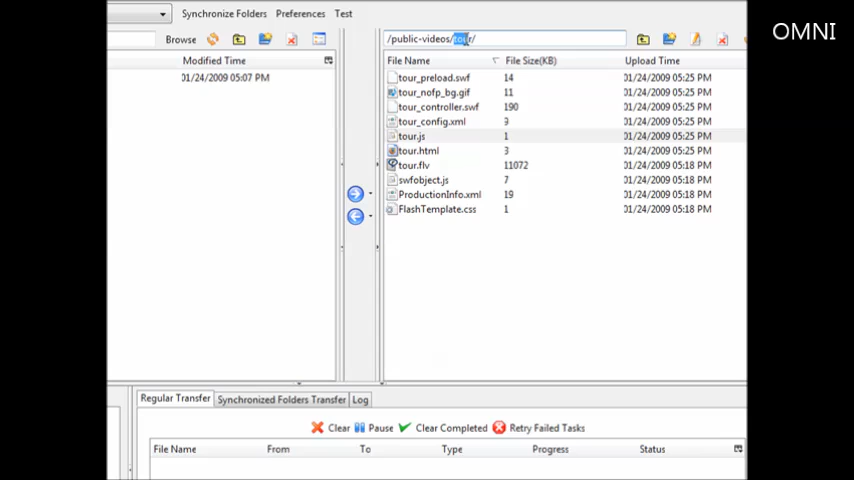 OMNI
Synchronize Folders Preferences Test
Browse
/public-videos/tour/
Modified Time
File Name File Size(KB) Upload Time
01/24/2009 05:07 PM
tour_preload.swf 14 01/24/2009 05:25 PM
tour_nofp_bg.gif 11 01/24/2009 05:25 PM
tour_controller.swf 190 01/24/2009 05:25 PM
tour_config.xml 9 01/24/2009 05:25 PM
tour.js 1 01/24/2009 05:25 PM
tour.html 3 01/24/2009 05:25 PM
tour.flv 11072 01/24/2009 05:18 PM
swfobject.js 7 01/24/2009 05:18 PM
ProductionInfo.xml 19 01/24/2009 05:18 PM
FlashTemplate.css 1 01/24/2009 05:18 PM
Regular Transfer Synchronized Folders Transfer Log
Clear Pause Clear Completed Retry Failed Tasks
File Name From To Type Progress Status